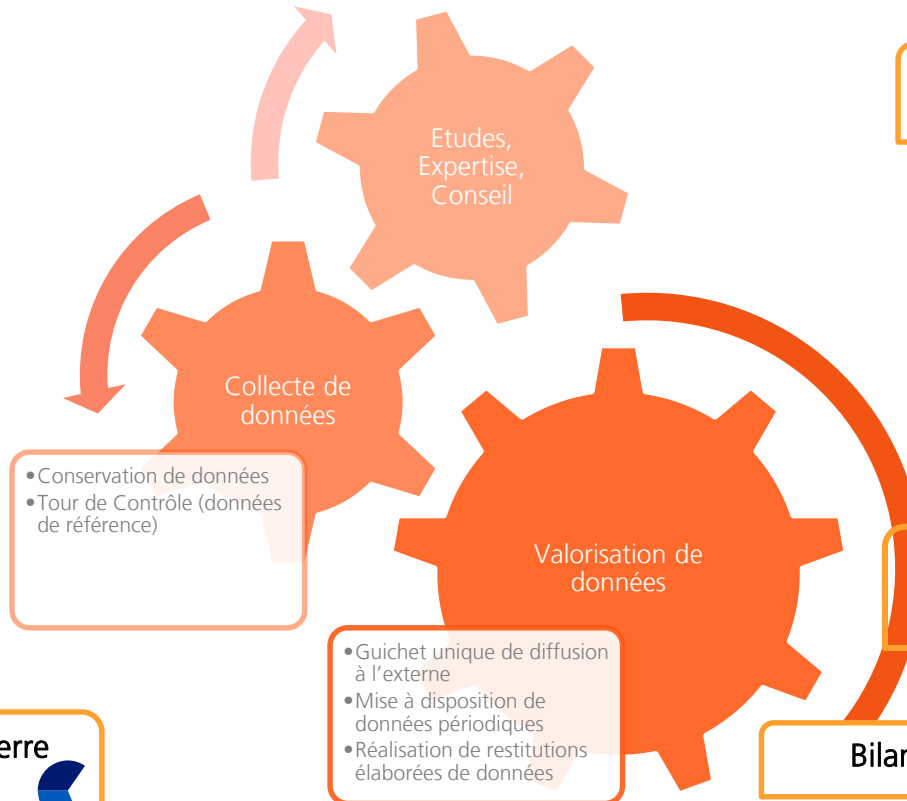 Etudes,
Expertise,
Conseil
Collecte de
données
•Conservation de données
•Tour de Contrôle (données
de référence)
Valorisation de
données
•Guichet unique de diffusion
à l'externe
•Mise à disposition de
données périodiques
•Réalisation de restitutions
élaborées de données
erre
Bilan